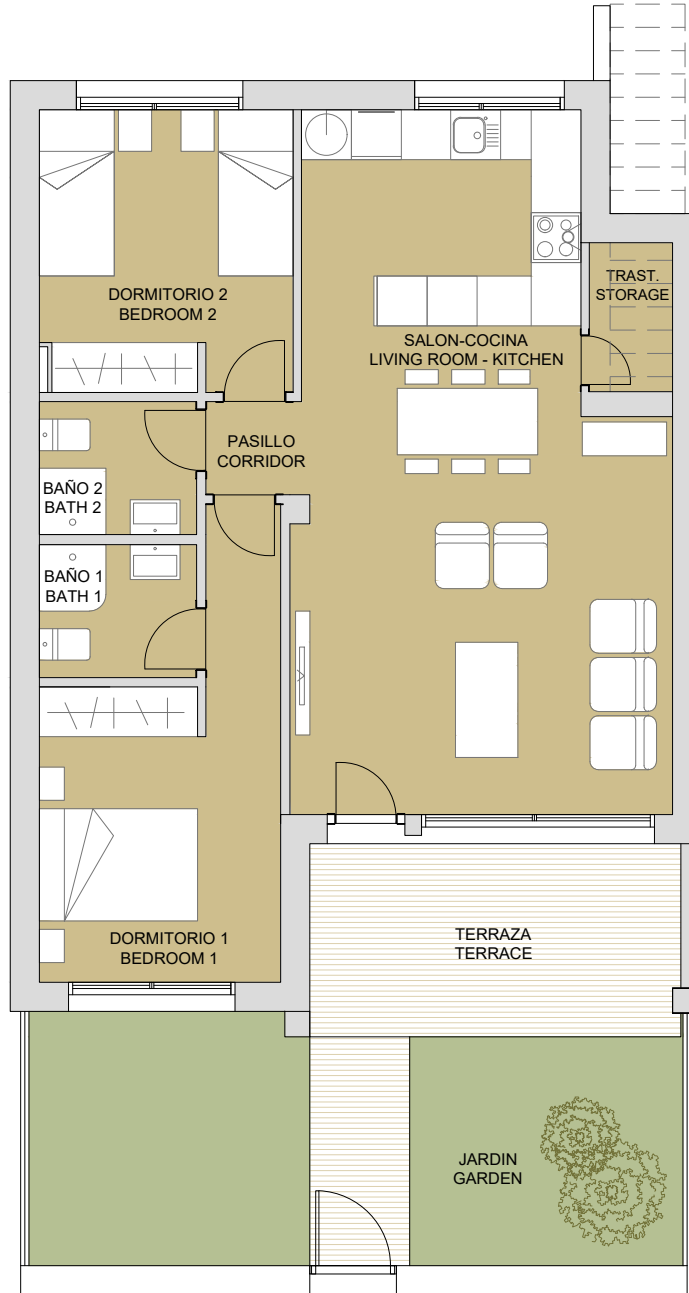 DORMITORIO 2
BEDROOM 2
TRAST.
STORAGE
SALON-COCINA
LIVING ROOM - KITCHEN
PASILLO
CORRIDOR
BAÑO 2
BATH 2
BAÑO 1
BATH 1
DORMITORIO 1
BEDROOM 1
TERRAZA
TERRACE
JARDIN
GARDEN